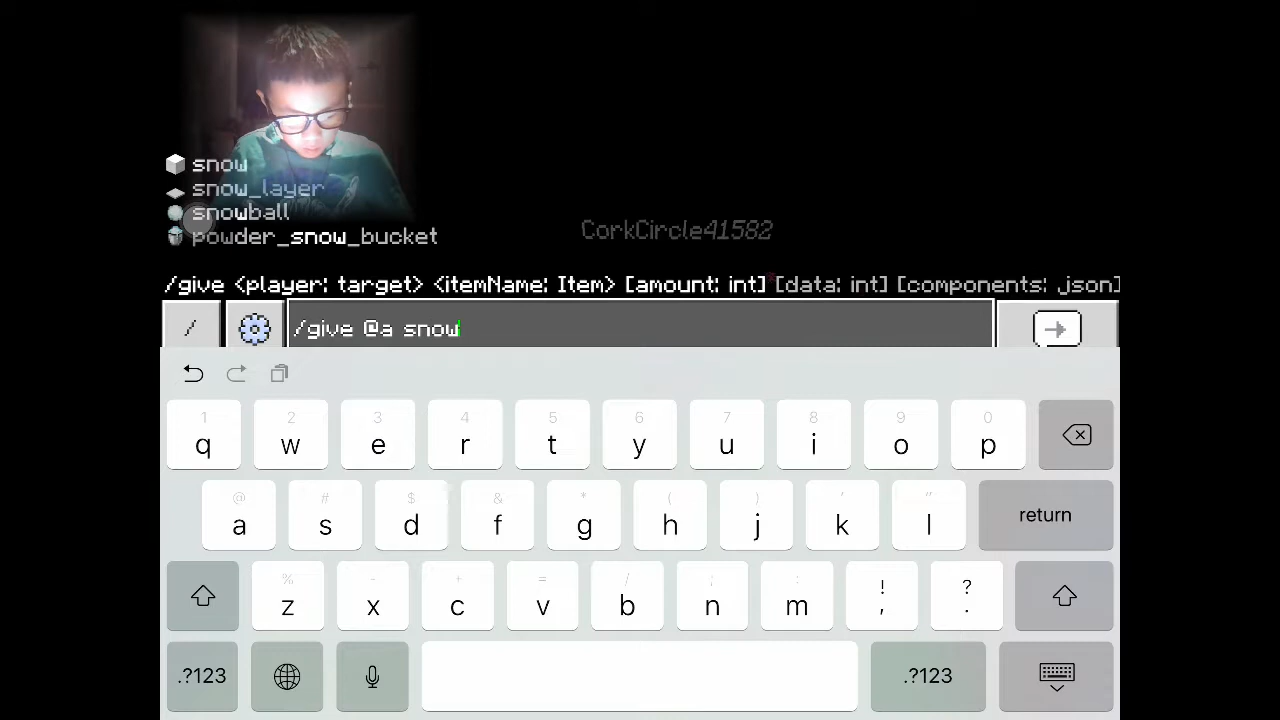 snow
snow_layer
snowball
powder_snow_bucket
CorkCircle41582
/give <player: target> <itemName: Item> [amount: int] [data: int] [components: json]
/ /give @a snow
1 2 3 4 5 6 7 8 9 0
q w e r t y u i o p
@ # $ & * ( ) ' "
a s d f g h j k l return
% - + = / ; : ! ?
z x c v b n m , .
.?123 .?123